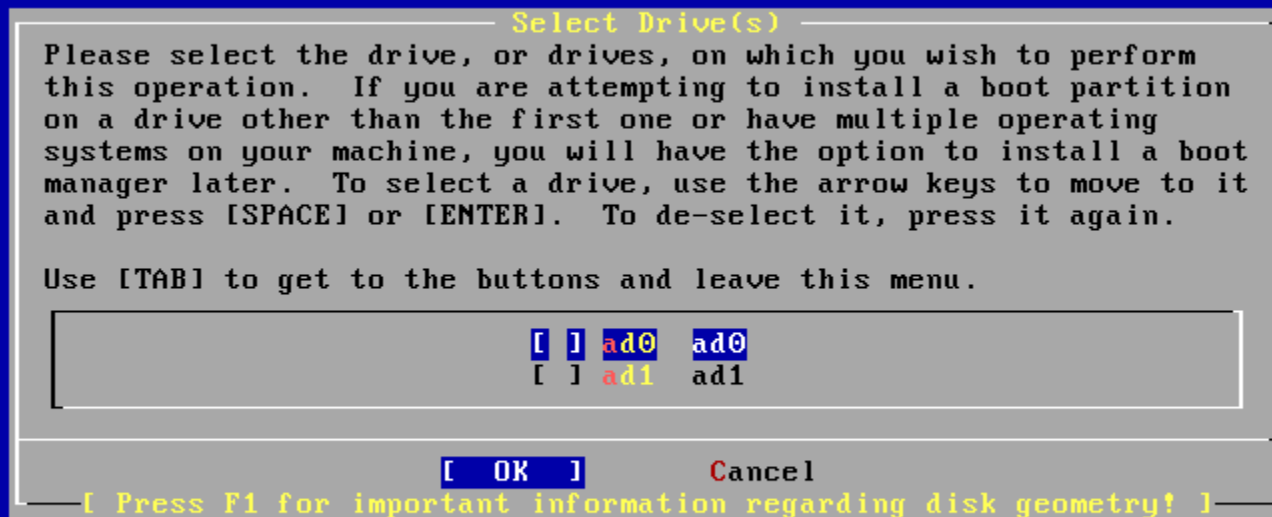 Select Drive(s)
Please select the drive, or drives, on which you wish to perform
this operation.  If you are attempting to install a boot partition
on a drive other than the first one or have multiple operating
systems on your machine, you will have the option to install a boot
manager later.  To select a drive, use the arrow keys to move to it
and press [SPACE] or [ENTER].  To de-select it, press it again.
Use [TAB] to get to the buttons and leave this menu.
[ ] ad0  ad0
[ ] ad1  ad1
[  OK  ]  Cancel
[ Press F1 for important information regarding disk geometry! ]